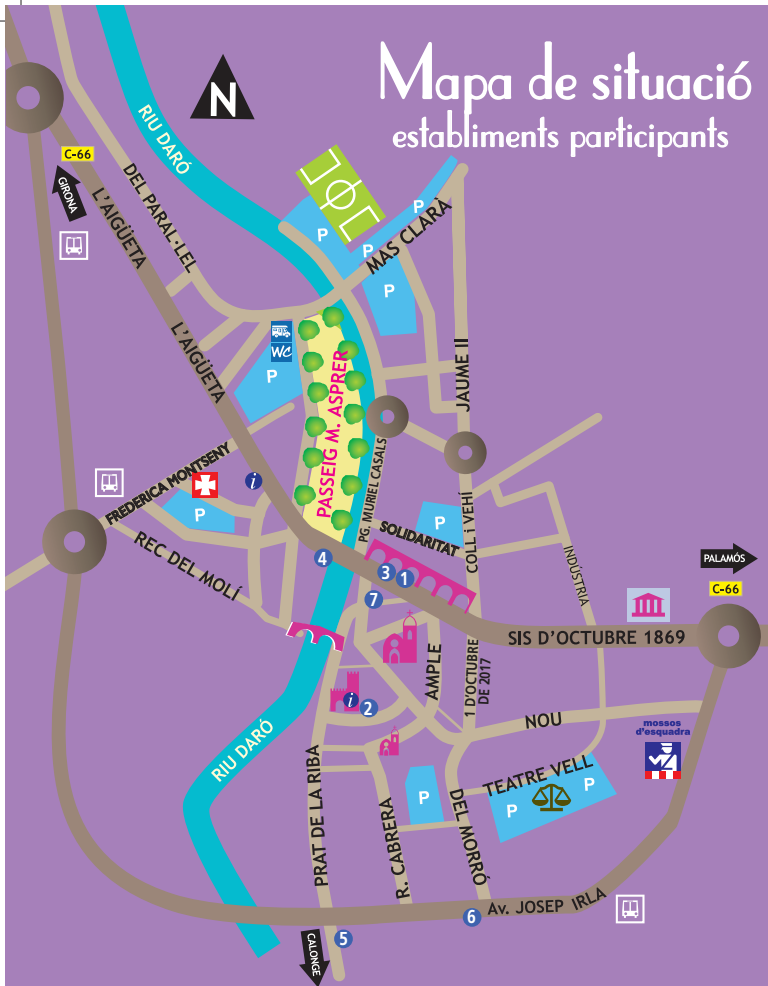 Mapa de situació
establiments participants
N
RIU DARÓ
C-66
GIRONA
DEL PARAL·LEL
L'AIGÜETA
P
P
P
MAS CLARÀ
P
L'AIGÜETA
WC
P
PASSEIG M. ASPRER
JAUME II
FREDERICA MONTSENY
i
P
PG. MURIEL CASALS
SOLIDARITAT
P
COLL I VEHÍ
INDÚSTRIA
REC DEL MOLÍ
4
3
1
7
PALAMÓS
C-66
SIS D'OCTUBRE 1869
AMPLE
1 D'OCTUBRE
DE 2017
i
2
NOU
mossos
d'esquadra
RIU DARÓ
PRAT DE LA RIBA
R. CABRERA
P
DEL MORRÓ
TEATRE VELL
P
P
Av. JOSEP IRLA
6
5
CALONGE